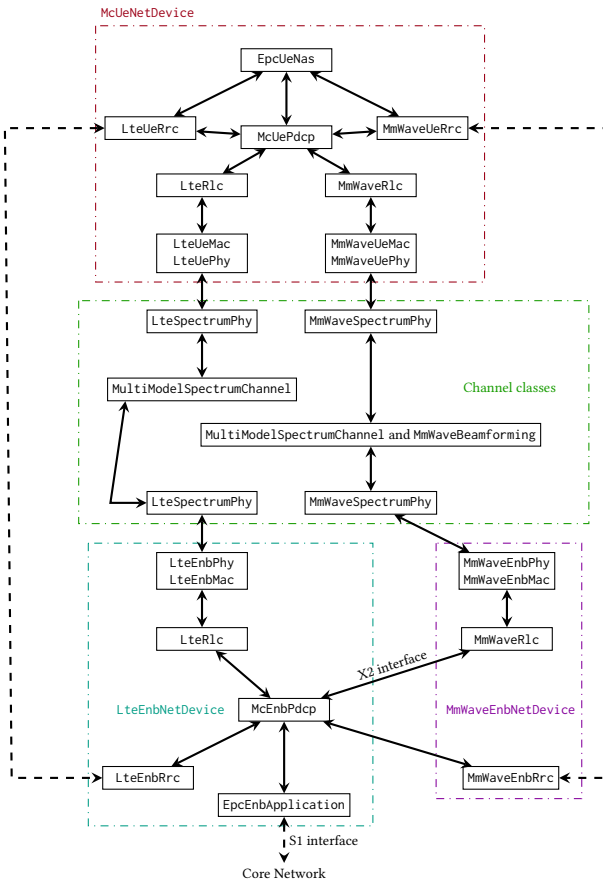 McUeNetDevice
EpcUeNas
LteUeRrc
McUePdcp
MmWaveUeRrc
LteRlc
MmWaveRlc
LteUeMac
LteUePhy
MmWaveUeMac
MmWaveUePhy
LteSpectrumPhy
MmWaveSpectrumPhy
MultiModelSpectrumChannel
Channel classes
MultiModelSpectrumChannel and MmWaveBeamforming
LteSpectrumPhy
MmWaveSpectrumPhy
LteEnbPhy
LteEnbMac
MmWaveEnbPhy
MmWaveEnbMac
LteRlc
MmWaveRlc
X2 interface
LteEnbNetDevice
McEnbPdcp
MmWaveEnbNetDevice
LteEnbRrc
MmWaveEnbRrc
EpcEnbApplication
S1 interface
Core Network